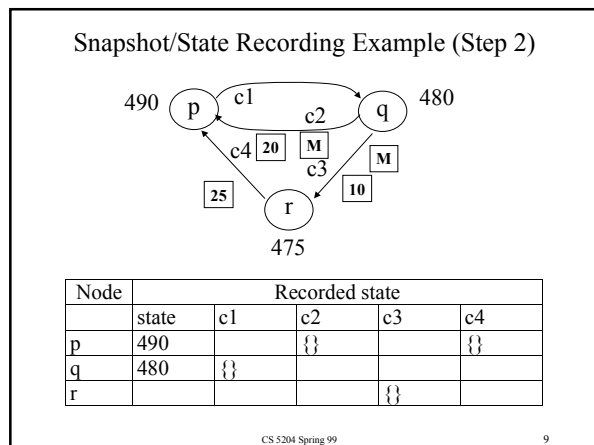 Snapshot/State Recording Example (Step 2)
490 p c1 c2 q 480
c4 20 M c3 M
25 10
r
475
Node Recorded state
state c1 c2 c3 c4
p 490 {} {}
q 480 {}
r {}
CS 5204 Spring 99 9